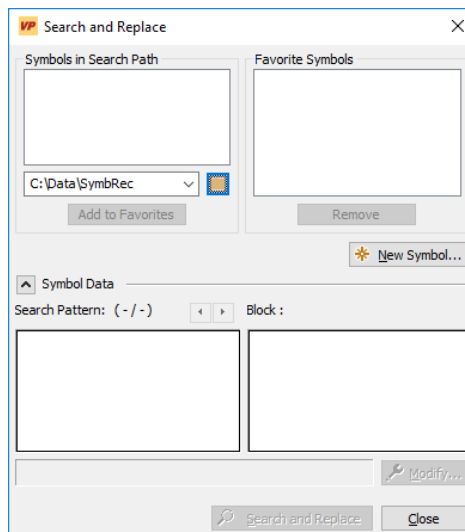 VP Search and Replace
Symbols in Search Path
Favorite Symbols
C:\Data\SymbRec
Add to Favorites
Remove
New Symbol...
Symbol Data
Search Pattern: ( - / - )
Block :
Modify...
Search and Replace
Close